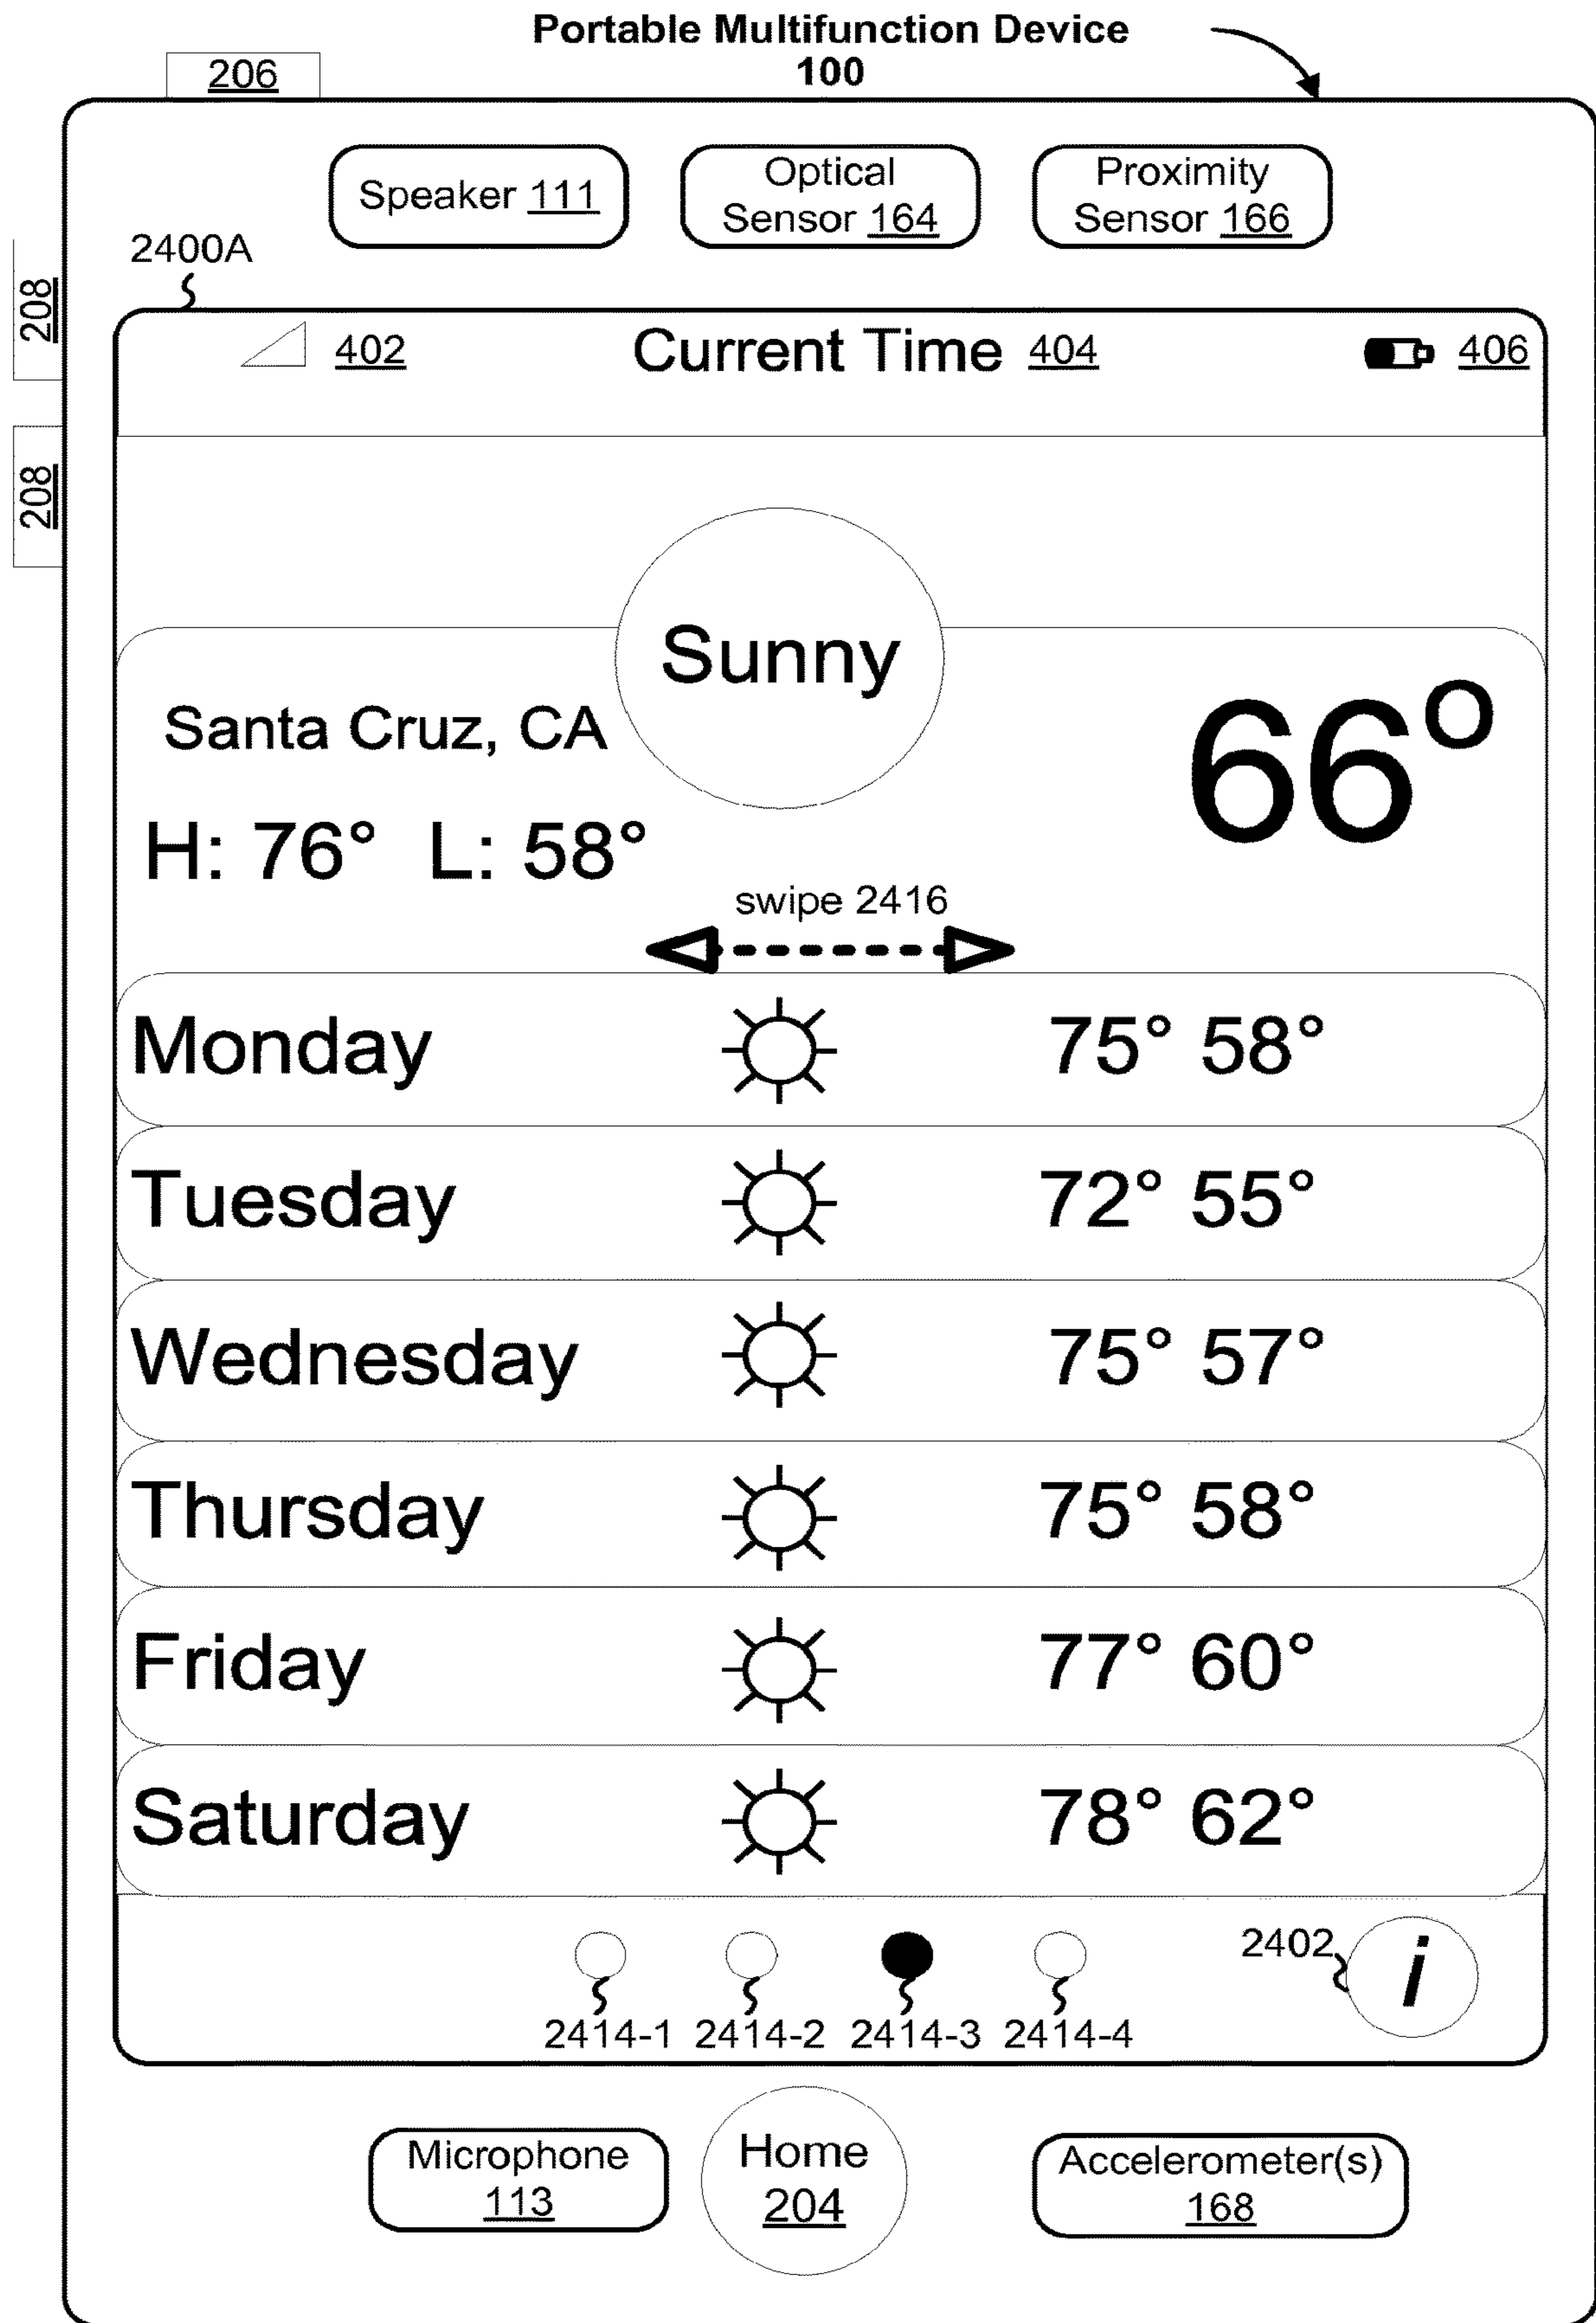 Portable Multifunction Device
100
206
Speaker 111
Optical
Sensor 164
Proximity
Sensor 166
2400A
208
208
402
Current Time 404
406
Sunny
Santa Cruz, CA
66°
H: 76° L: 58°
swipe 2416
Monday 75° 58°
Tuesday 72° 55°
Wednesday 75° 57°
Thursday 75° 58°
Friday 77° 60°
Saturday 78° 62°
2402 i
2414-1 2414-2 2414-3 2414-4
Microphone
113
Home
204
Accelerometer(s)
168